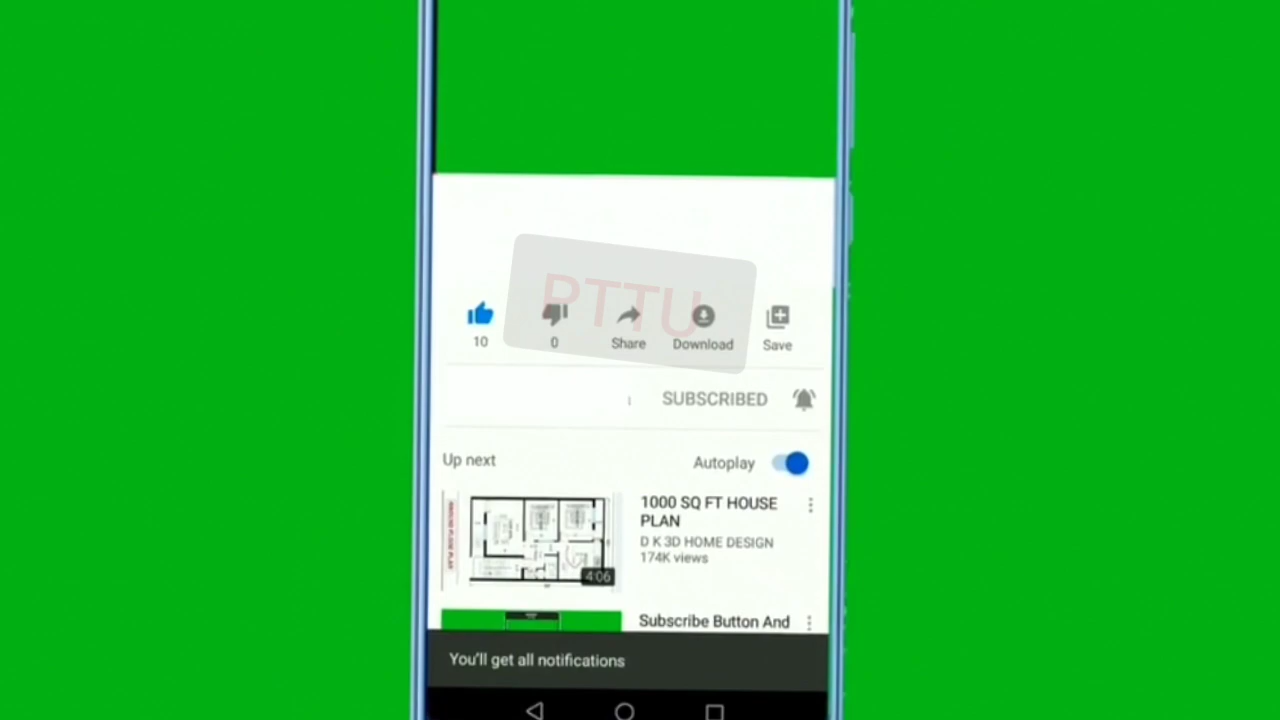 PTTU
10
0
Share
Download
Save
SUBSCRIBED
Up next
Autoplay
1000 SQ FT HOUSE
PLAN
D K 3D HOME DESIGN
174K views
4:06
Subscribe Button And
You'll get all notifications